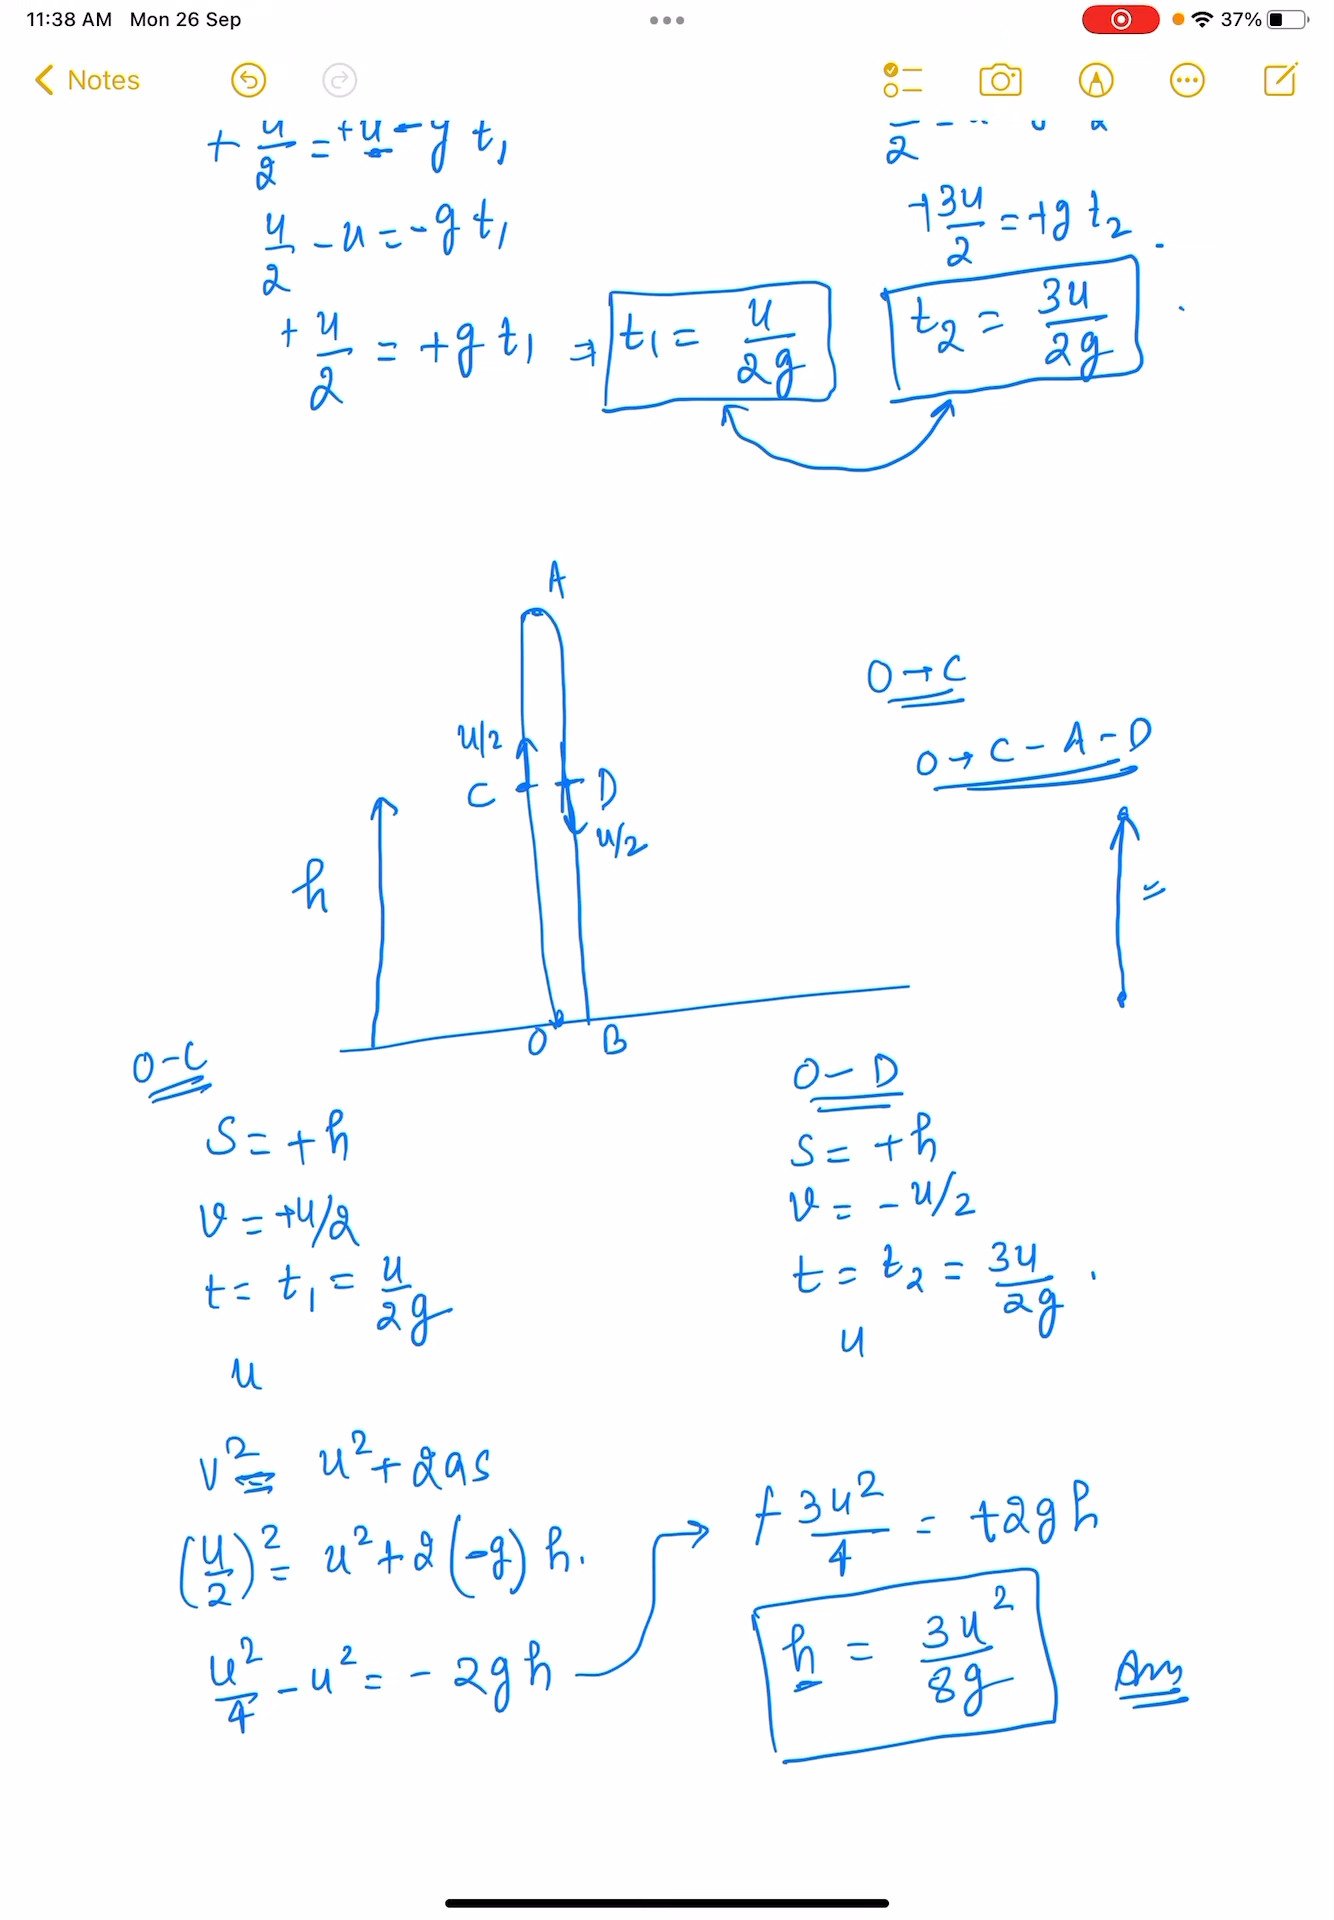 11:38 AM Mon 26 Sep
37%
Notes
+ u/2 = +u - g t₁
u/2 - u = -g t₁
+ u/2 = +g t₁ ⇒ t₁ = u/2g
+3u/2 = +g t₂
t₂ = 3u/2g
A
u/2
C
D
u/2
h
O
B
O → C
O → C - A - D
=
O-C
S = +h
v = +u/2
t = t₁ = u/2g
u
v² = u² + 2as
(u/2)² = u² + 2(-g) h.
u²/4 - u² = - 2gh
O - D
S = +h
v = - u/2
t = t₂ = 3u/2g
u
+ 3u²/4 = +2gh
h = 3u²/8g
Ans